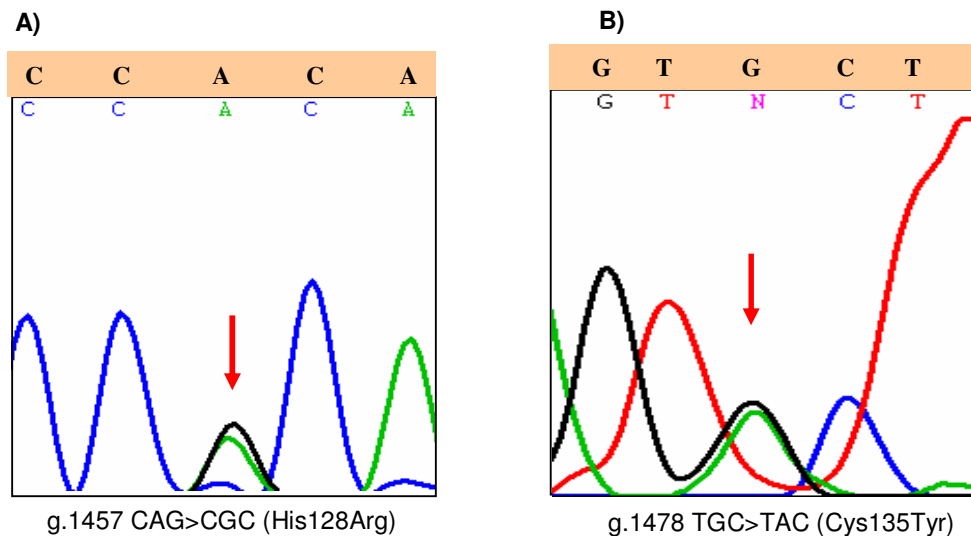 A)
B)
C C A C A
G T G C T
C C A C A
G T N C T
g.1457 CAG>CGC (His128Arg)
g.1478 TGC>TAC (Cys135Tyr)